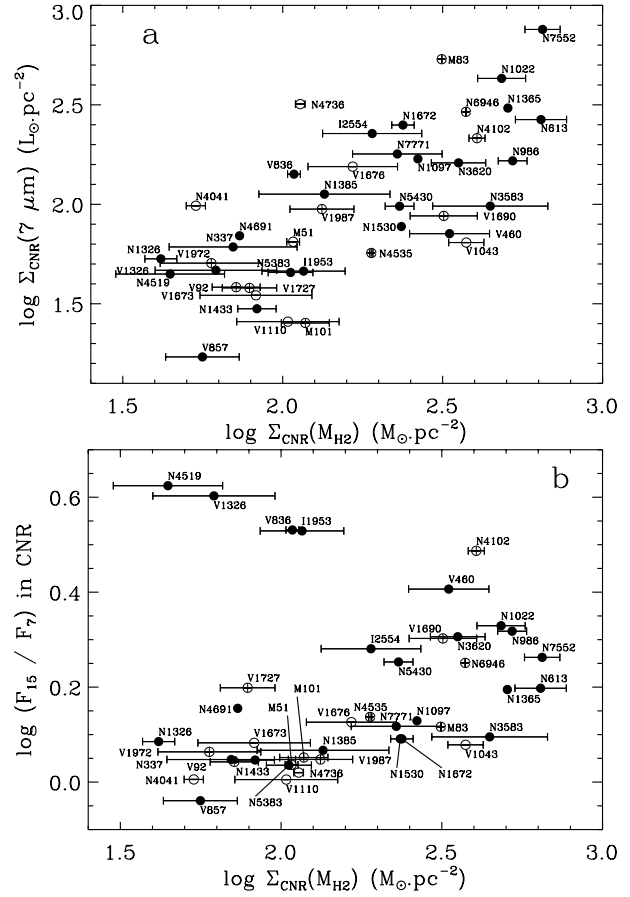 a
3.0
2.5
2.0
1.5
log Σ_CNR(7 μm) (L⊙·pc⁻²)
N7552
M83
N1022
N4736
N6946
N1365
I2554
N1672
N4102
N613
N7771
N986
V836
V1676
N1097
N3620
N1385
N4041
V1987
N5430
N3583
N4691
M51
N1530
V1690
N337
V460
N1326
V1972
N5383
I1953
N4535
V1043
V1326
N4519
V92
V1727
V1673
N1433
V1110
M101
V857
1.5 2.0 2.5 3.0
log Σ_CNR(M_H2) (M⊙·pc⁻²)
b
0.6
0.4
0.2
0.0
log (F₁₅ / F₇) in CNR
N4519
V1326
V836 I1953
N4102
V460
V1690
N1022
I2554
N3620
N986
N5430
N6946
N7552
V1727
M101
N4691
N1365
N613
M51
V1676
N4535
N7771
N1097
M83
N3583
N1326
V1673
N1385
V1972
V1987
V1043
N337
V92
N1433
N4736
N1530
N1672
N4041
N5383
V1110
V857
1.5 2.0 2.5 3.0
log Σ_CNR(M_H2) (M⊙·pc⁻²)